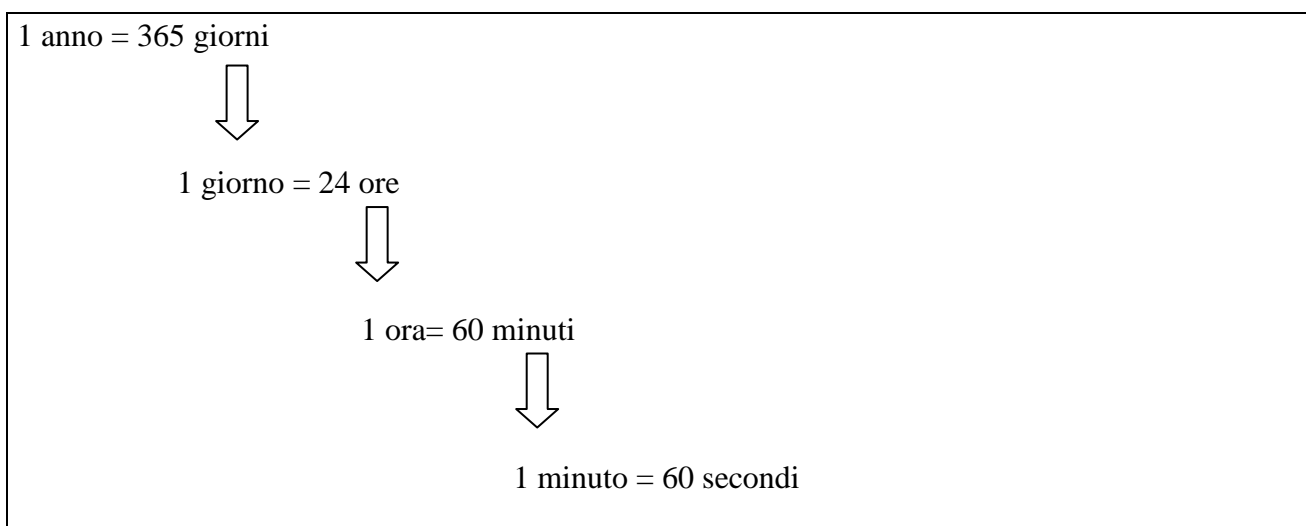 1 anno = 365 giorni
1 giorno = 24 ore
1 ora= 60 minuti
1 minuto = 60 secondi